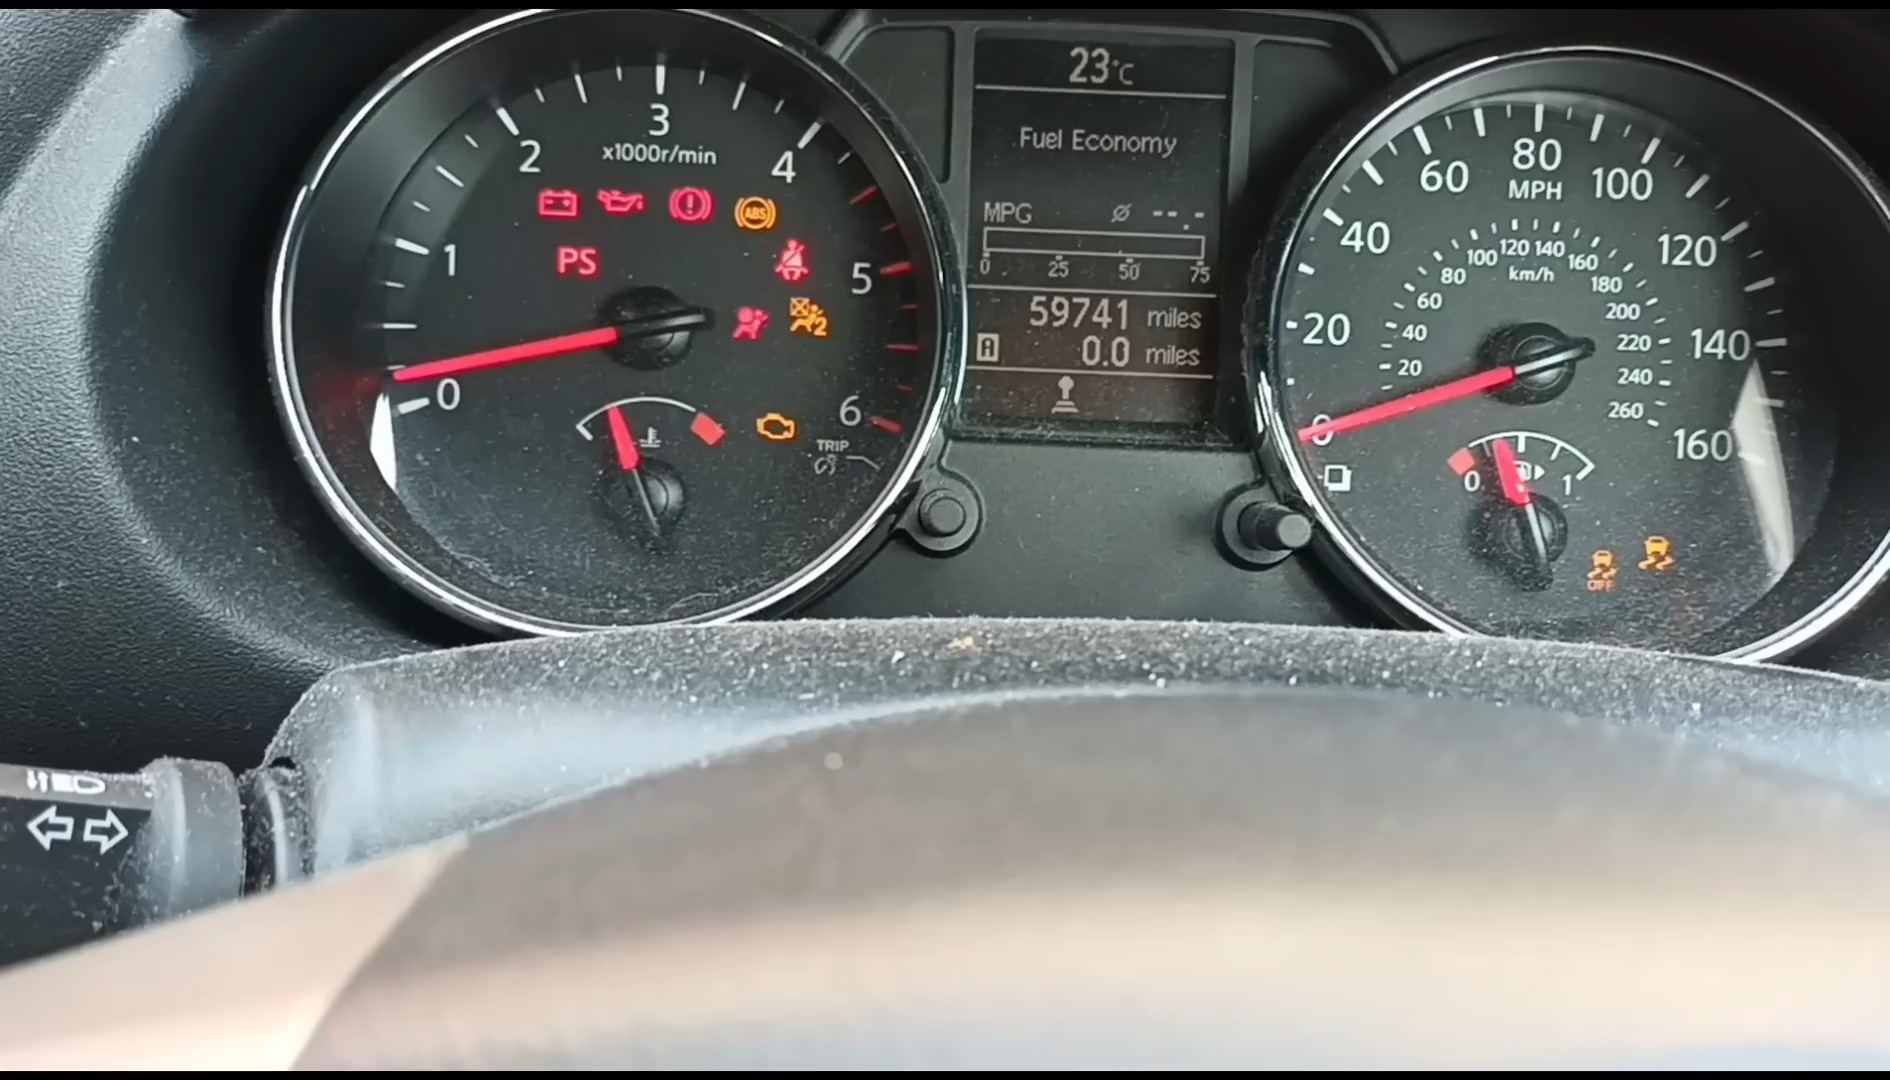 0
1
2
3
4
5
6
x1000r/min
ABS
PS
2
TRIP
23°C
Fuel Economy
MPG Ø --.-
0 25 50 75
59741 miles
A 0.0 miles
0
20
40
60
80
100
120
140
160
MPH
20
40
60
80
100
120
140
160
180
200
220
240
260
km/h
0 1
OFF